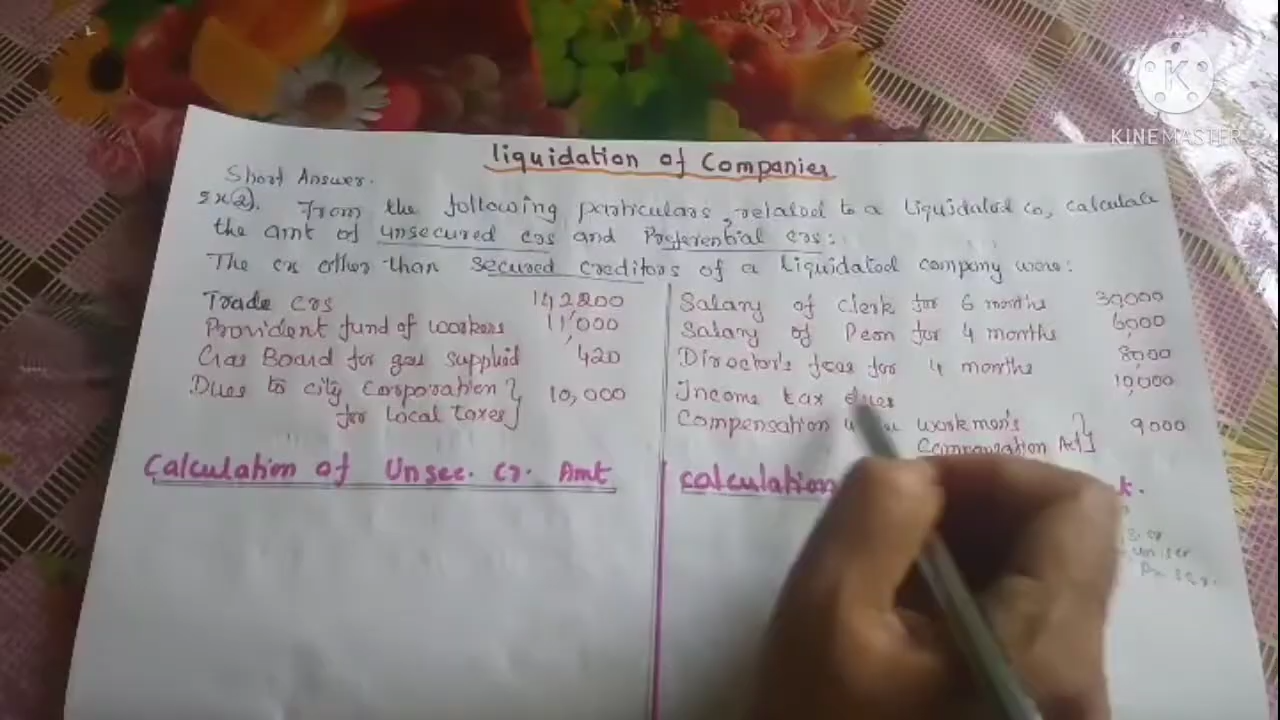 KINEMASTER
Liquidation of Companies
Short Answer.
Ex(2). From the following particulars, related to a liquidated co, calculate
the amt of unsecured crs and Preferential crs:
The crs other than secured creditors of a liquidated company were:
Trade crs 142200
Provident fund of workers 11,000
Gas Board for gas supplied 420
Dues to city Corporation
for local taxes 10,000
Salary of clerk for 6 months 30000
Salary of Peon for 4 months 6000
Director's fees for 4 months 8,000
Income tax dues 10,000
Compensation workmen's
Compensation Act 9000
Calculation of Unsec. Cr. Amt
calculation